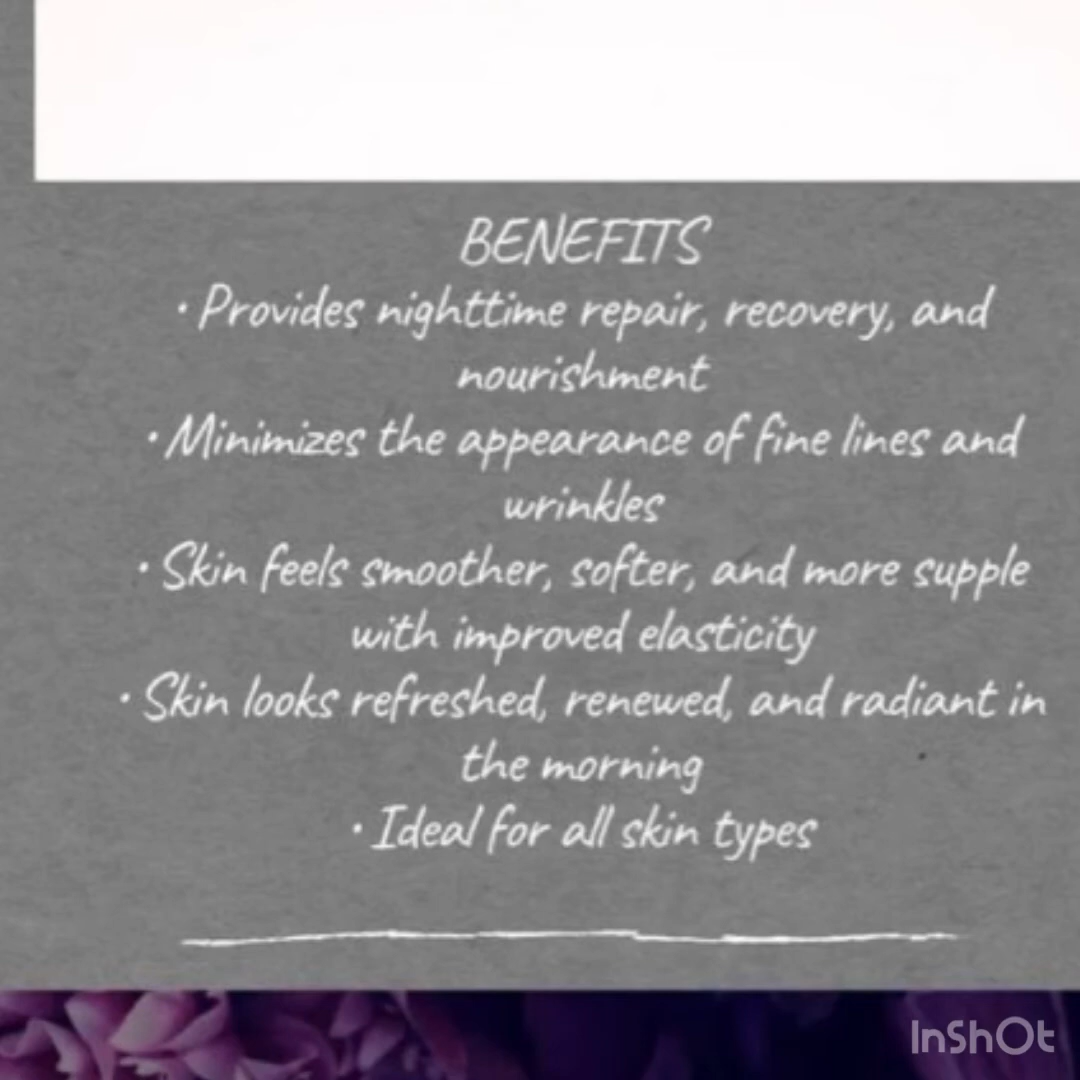 BENEFITS
• Provides nighttime repair, recovery, and
nourishment
• Minimizes the appearance of fine lines and
wrinkles
• Skin feels smoother, softer, and more supple
with improved elasticity
• Skin looks refreshed, renewed, and radiant in
the morning
• Ideal for all skin types
InShOt